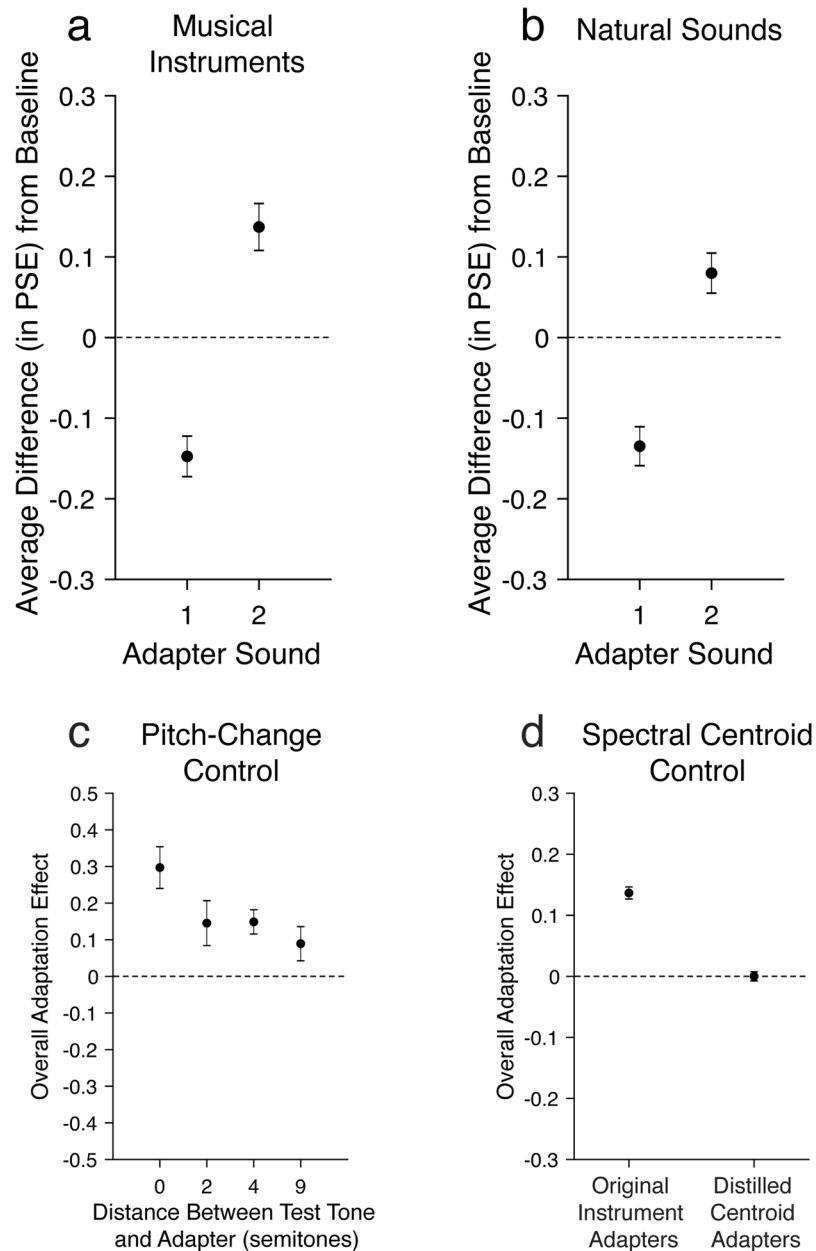 a
Musical
Instruments
Average Difference (in PSE) from Baseline
0.3
0.2
0.1
0
-0.1
-0.2
-0.3
1 2
Adapter Sound
b
Natural Sounds
Average Difference (in PSE) from Baseline
0.3
0.2
0.1
0
-0.1
-0.2
-0.3
1 2
Adapter Sound
c
Pitch-Change
Control
Overall Adaptation Effect
0.5
0.4
0.3
0.2
0.1
0
-0.1
-0.2
-0.3
-0.4
-0.5
0 2 4 9
Distance Between Test Tone
and Adapter (semitones)
d
Spectral Centroid
Control
Overall Adaptation Effect
0.3
0.2
0.1
0
-0.1
-0.2
-0.3
Original
Instrument
Adapters
Distilled
Centroid
Adapters